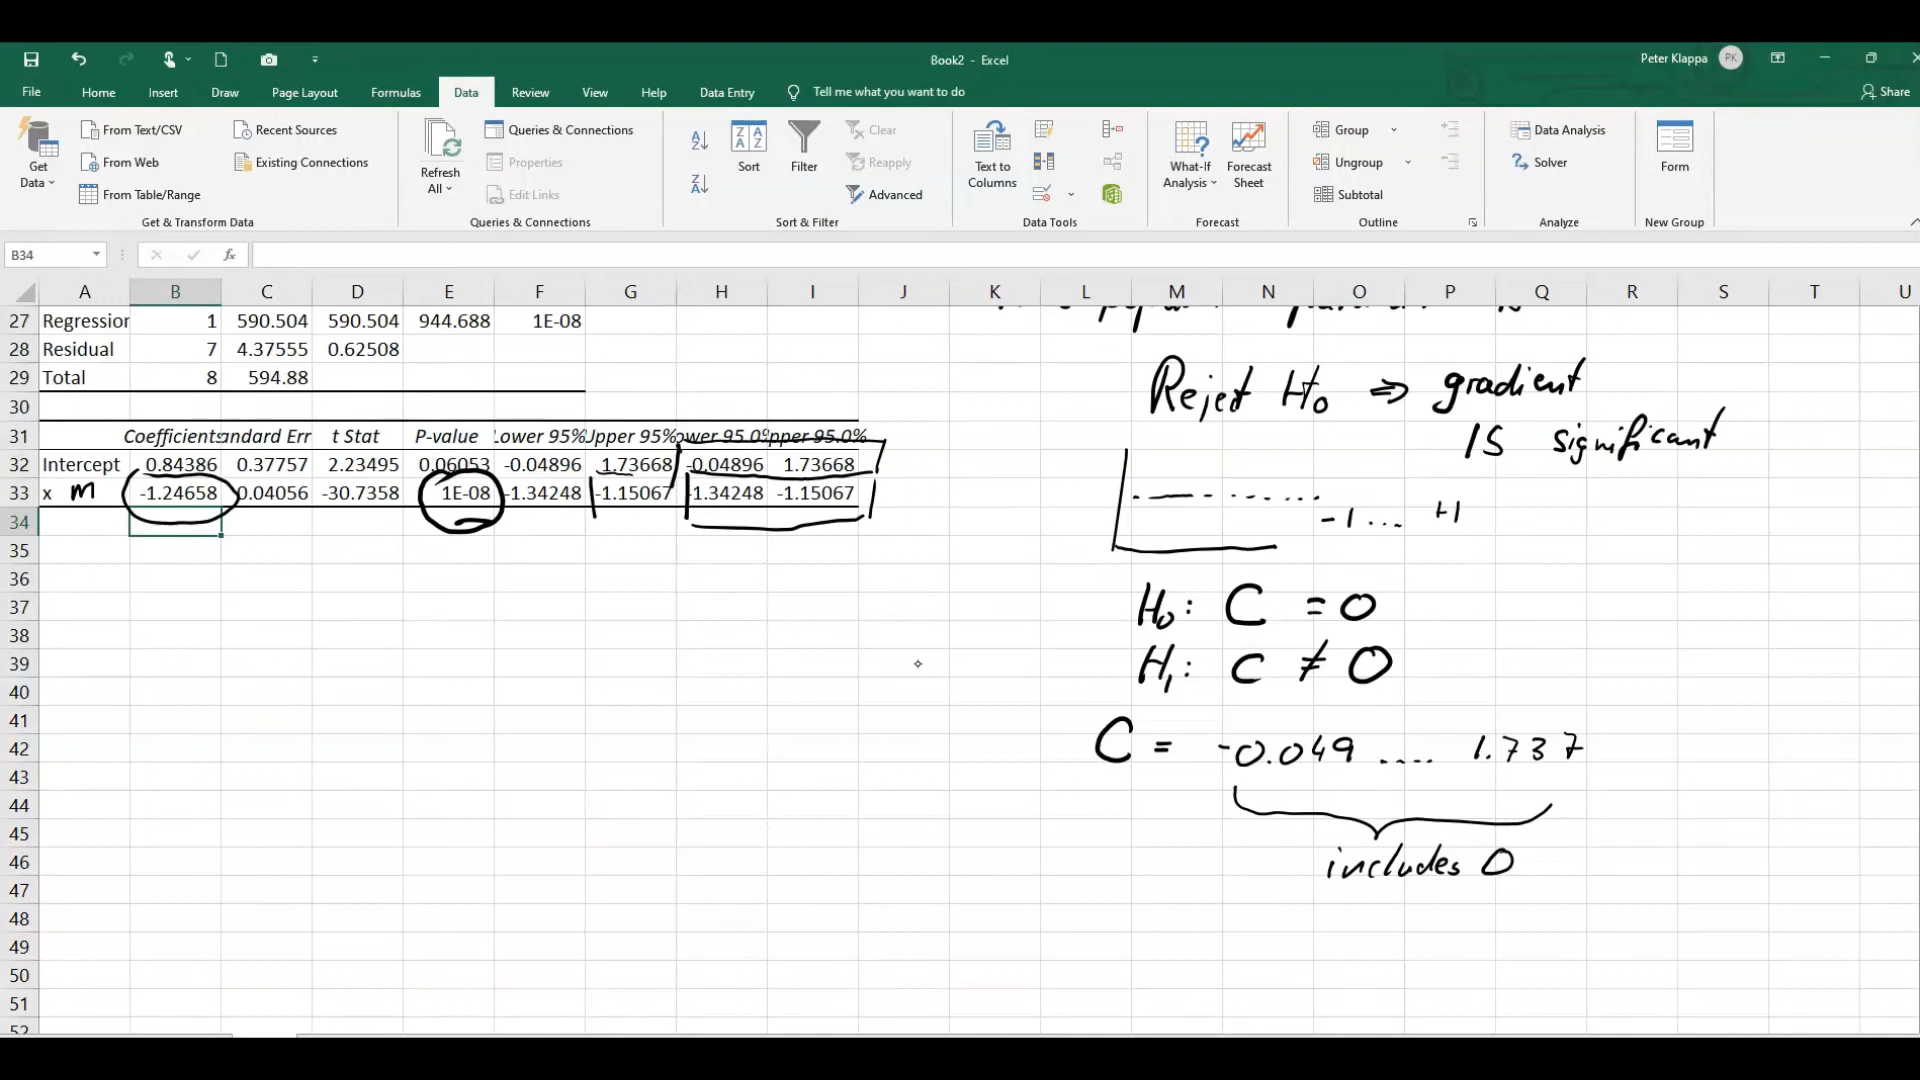 Book2 - Excel
Peter Klappa PK
File Home Insert Draw Page Layout Formulas Data Review View Help Data Entry Tell me what you want to do Share
Get Data
From Text/CSV
From Web
From Table/Range
Recent Sources
Existing Connections
Get & Transform Data
Refresh All
Queries & Connections
Properties
Edit Links
Queries & Connections
Sort
Filter
Clear
Reapply
Advanced
Sort & Filter
Text to Columns
Data Tools
What-If Analysis
Forecast Sheet
Forecast
Group
Ungroup
Subtotal
Outline
Data Analysis
Solver
Analyze
Form
New Group
B34 fx
A B C D E F G H I J K L M N O P Q R S T U
27 Regression 1 590.504 590.504 944.688 1E-08
28 Residual 7 4.37555 0.62508
29 Total 8 594.88
30
31 Coefficients andard Err t Stat P-value Lower 95% Upper 95% ower 95.0% pper 95.0%
32 Intercept 0.84386 0.37757 2.23495 0.06053 -0.04896 1.73668 -0.04896 1.73668
33 x m -1.24658 0.04056 -30.7358 1E-08 -1.34248 -1.15067 -1.34248 -1.15067
34
35
36
37
38
39
40
41
42
43
44
45
46
47
48
49
50
51
52
Reject H0 => gradient
IS significant
-1 ... +1
H0: C = 0
H1: C ≠ 0
C = -0.049 .... 1.737
includes 0